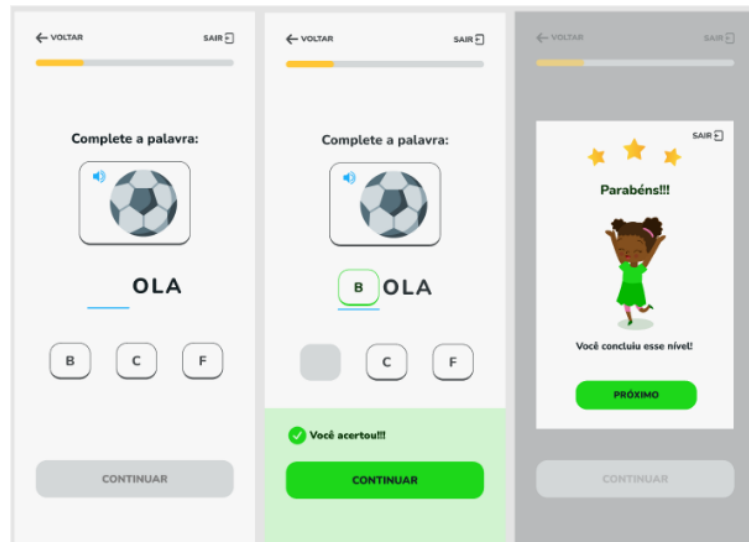 VOLTAR SAIR
Complete a palavra:
OLA
B C F
CONTINUAR
VOLTAR SAIR
Complete a palavra:
B OLA
C F
Você acertou!!!
CONTINUAR
VOLTAR SAIR
SAIR
Parabéns!!!
Você concluiu esse nível!
PRÓXIMO
CONTINUAR